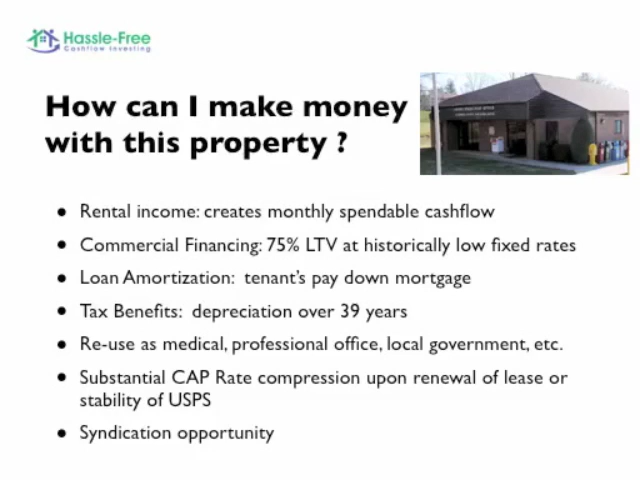 Hassle-Free
Cashflow Investing
How can I make money
with this property ?
• Rental income: creates monthly spendable cashflow
• Commercial Financing: 75% LTV at historically low fixed rates
• Loan Amortization: tenant's pay down mortgage
• Tax Benefits: depreciation over 39 years
• Re-use as medical, professional office, local government, etc.
• Substantial CAP Rate compression upon renewal of lease or
stability of USPS
• Syndication opportunity